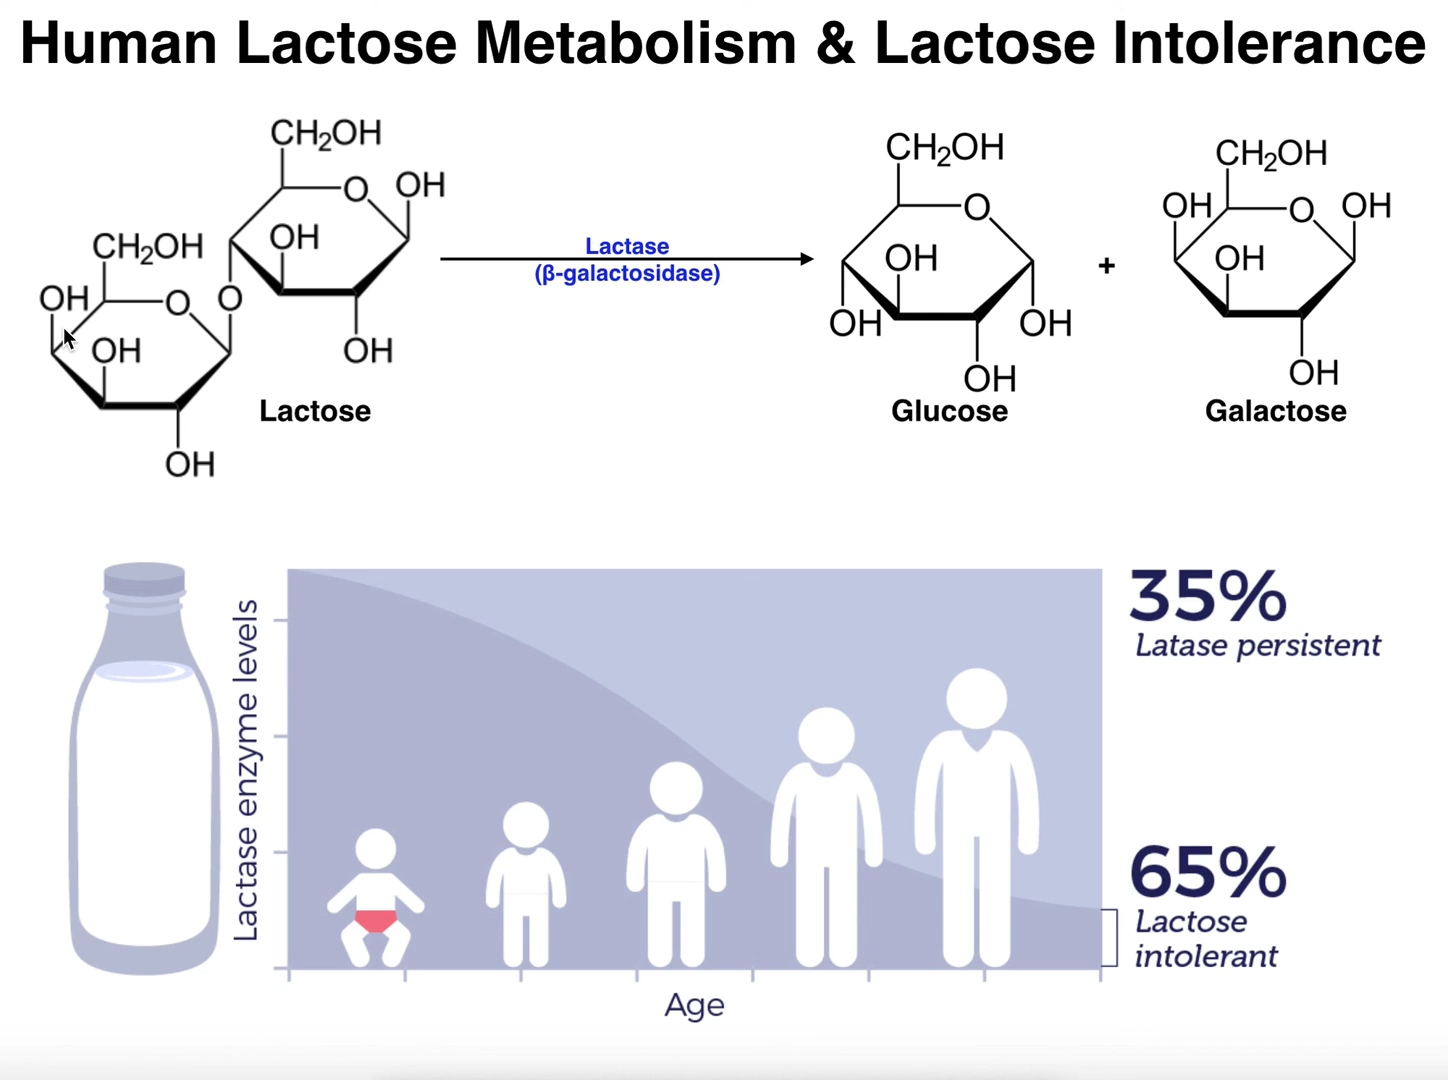 Human Lactose Metabolism & Lactose Intolerance
CH₂OH
O
OH
OH
CH₂OH
OH
O
O
OH
OH
OH
Lactose
Lactase
(ß-galactosidase)
CH₂OH
O
OH
OH
OH
OH
Glucose
+
CH₂OH
OH
O
OH
OH
OH
Galactose
Lactase enzyme levels
Age
35%
Latase persistent
65%
Lactose
intolerant